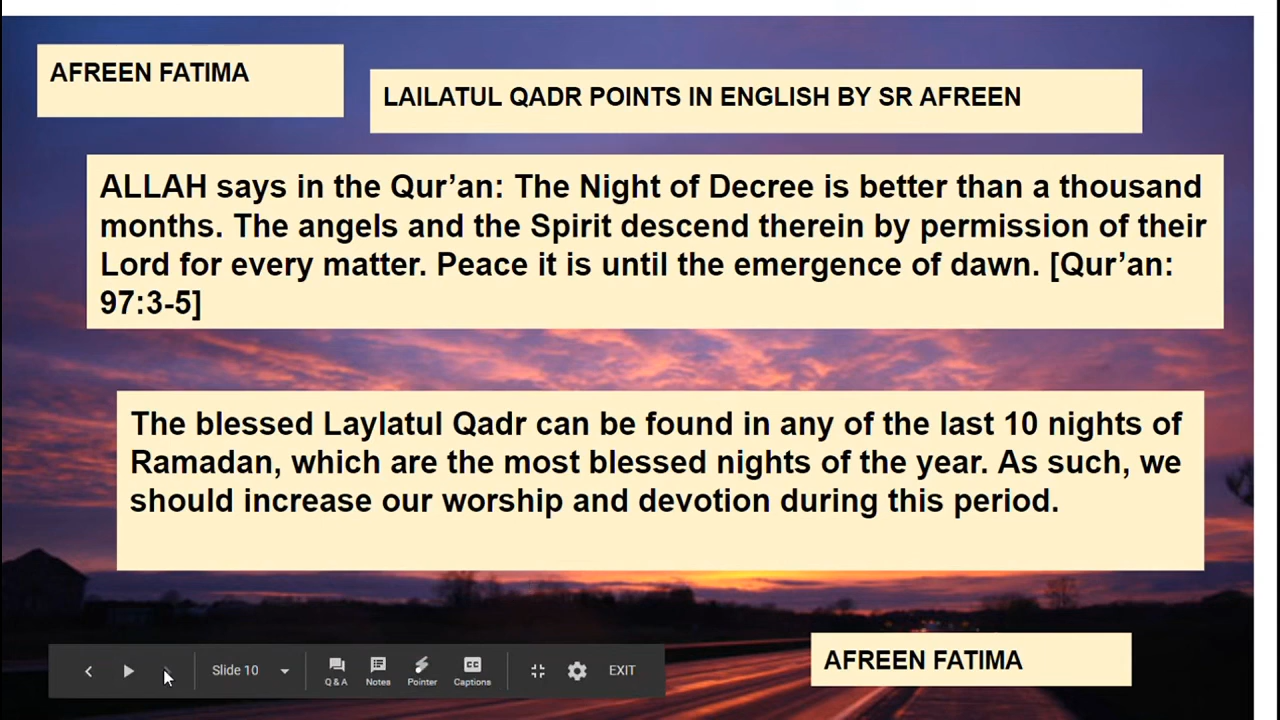 AFREEN FATIMA
LAILATUL QADR POINTS IN ENGLISH BY SR AFREEN
ALLAH says in the Qur’an: The Night of Decree is better than a thousand
months. The angels and the Spirit descend therein by permission of their
Lord for every matter. Peace it is until the emergence of dawn. [Qur’an:
97:3-5]
The blessed Laylatul Qadr can be found in any of the last 10 nights of
Ramadan, which are the most blessed nights of the year. As such, we
should increase our worship and devotion during this period.
AFREEN FATIMA
Slide 10
Q & A
Notes
Pointer
CC
Captions
EXIT